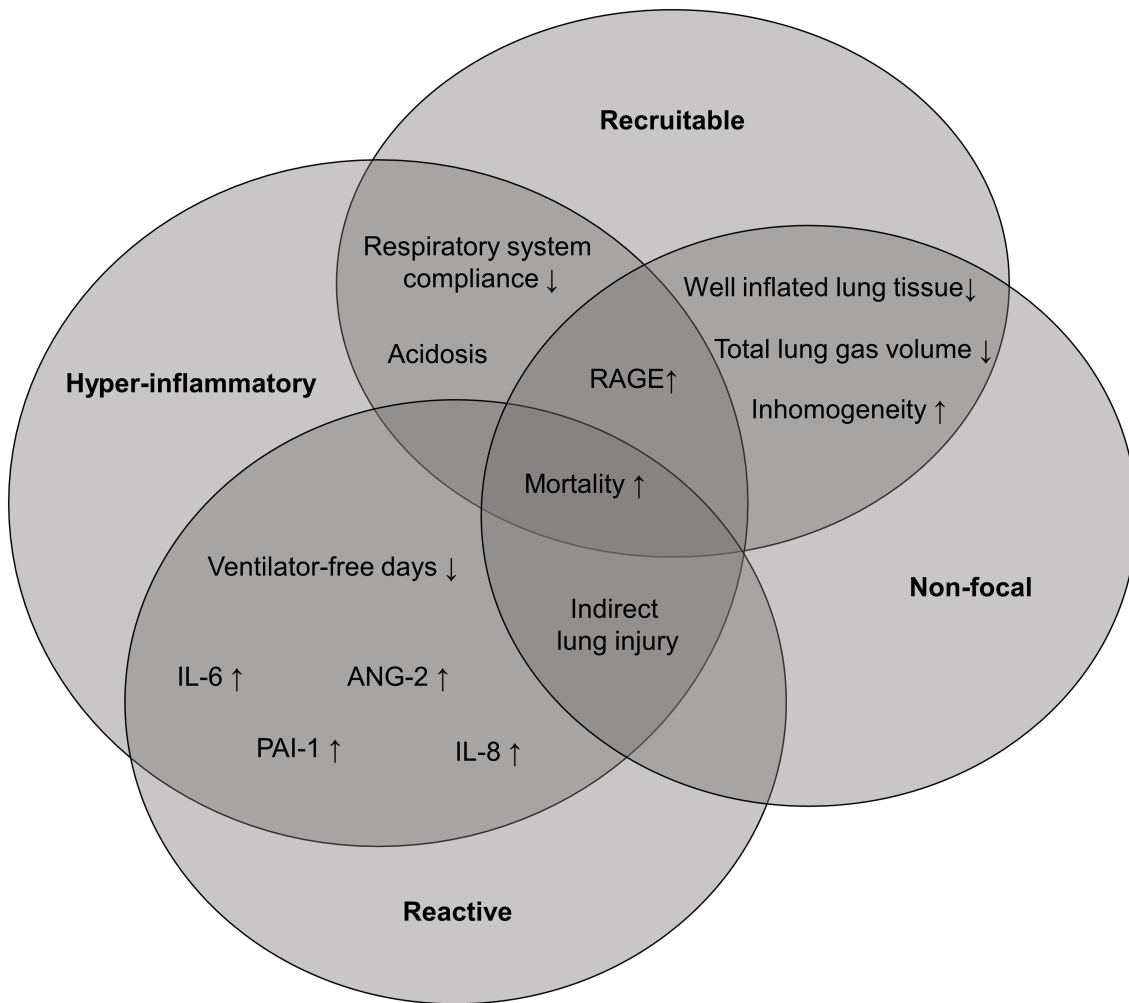 Recruitable
Respiratory system
compliance ↓
Well inflated lung tissue↓
Acidosis
Total lung gas volume ↓
Hyper-inflammatory
RAGE↑
Inhomogeneity ↑
Mortality ↑
Ventilator-free days ↓
Non-focal
Indirect
lung injury
IL-6 ↑
ANG-2 ↑
PAI-1 ↑
IL-8 ↑
Reactive